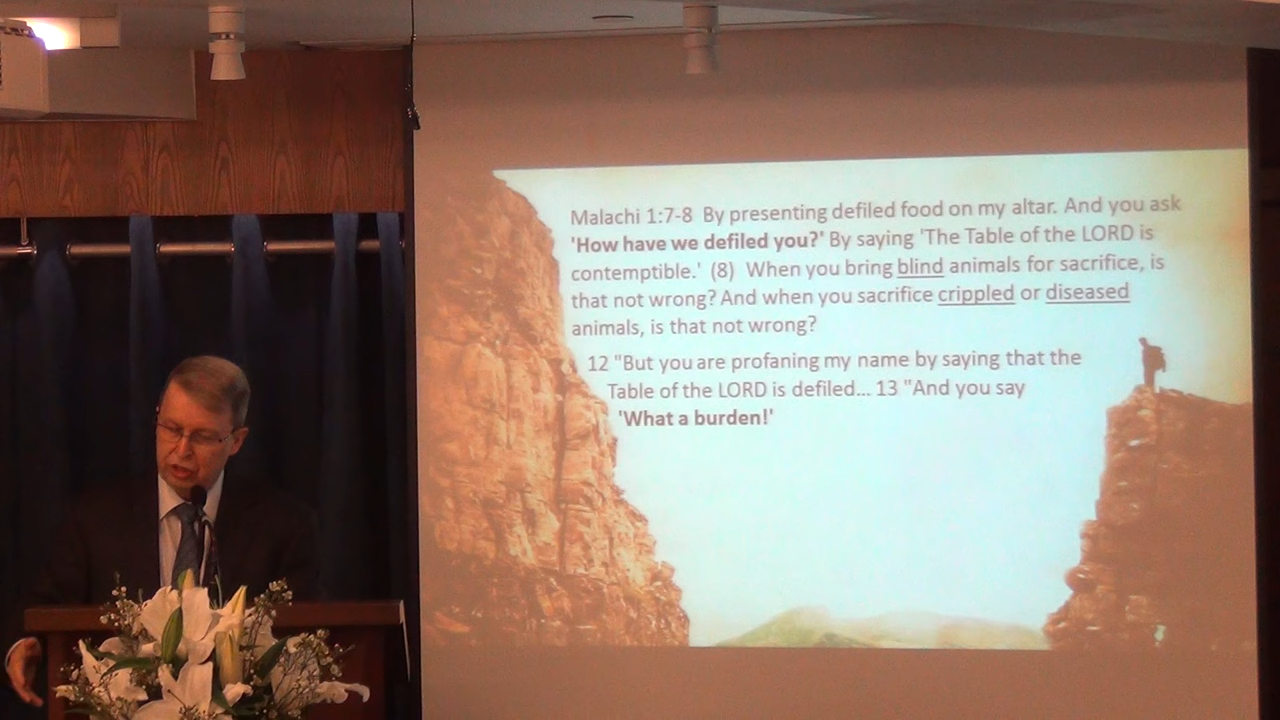 Malachi 1:7-8 By presenting defiled food on my altar. And you ask
'How have we defiled you?' By saying 'The Table of the LORD is
contemptible.' (8) When you bring blind animals for sacrifice, is
that not wrong? And when you sacrifice crippled or diseased
animals, is that not wrong?
12 "But you are profaning my name by saying that the
Table of the LORD is defiled... 13 "And you say
'What a burden!'